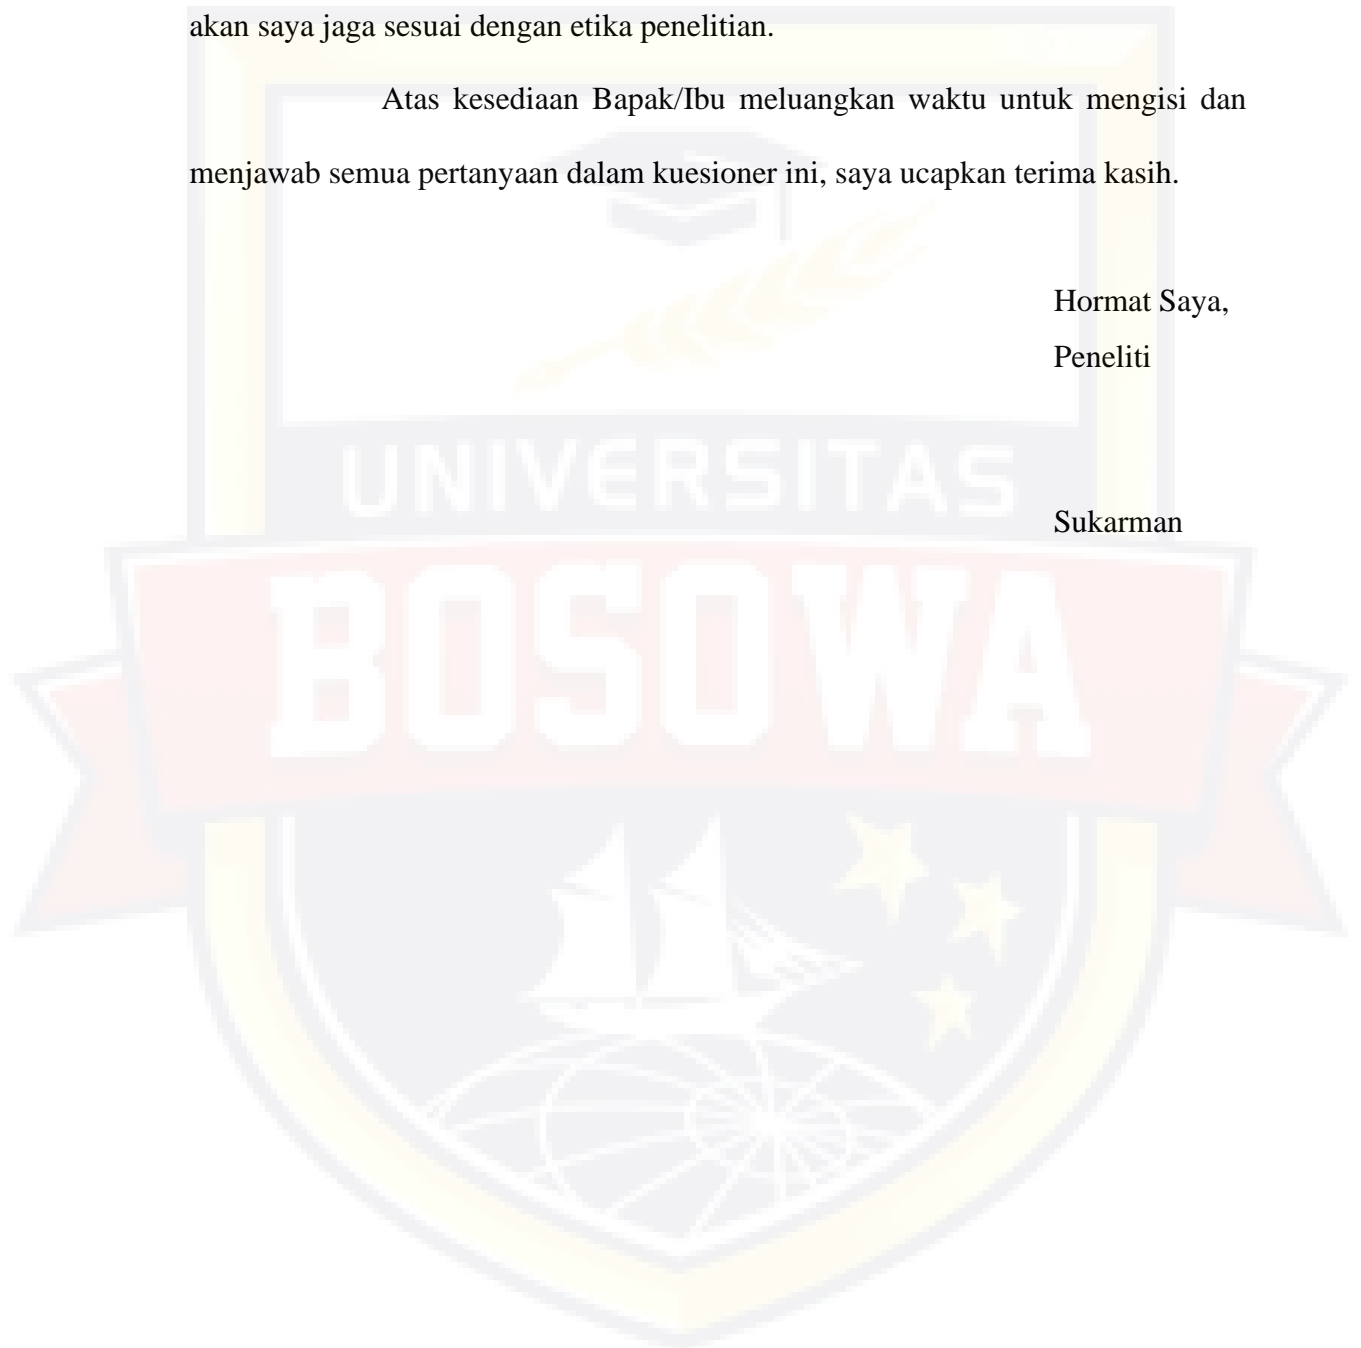 akan saya jaga sesuai dengan etika penelitian.
Atas kesediaan Bapak/Ibu meluangkan waktu untuk mengisi dan
menjawab semua pertanyaan dalam kuesioner ini, saya ucapkan terima kasih.
Hormat Saya,
Peneliti
UNIVERSITAS
Sukarman
BOSOWA